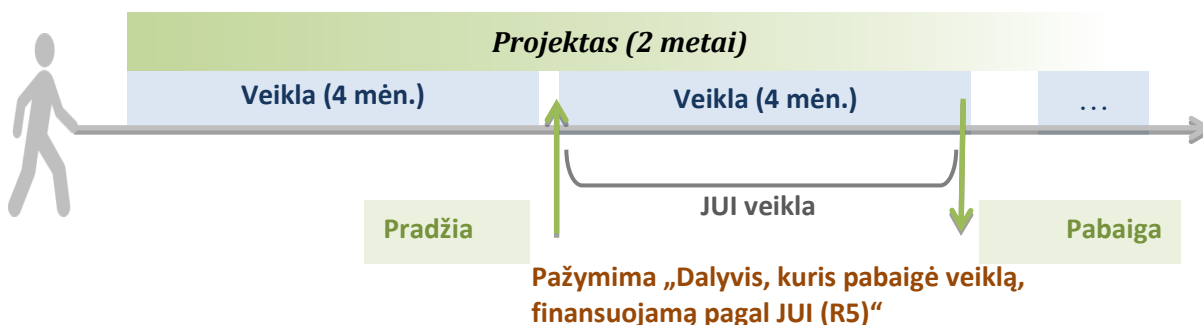 Projektas (2 metai)
Veikla (4 mėn.)
Veikla (4 mėn.)
...
JUI veikla
Pradžia
Pabaiga
Pažymima „Dalyvis, kuris pabaigė veiklą,
finansuojamą pagal JUI (R5)“